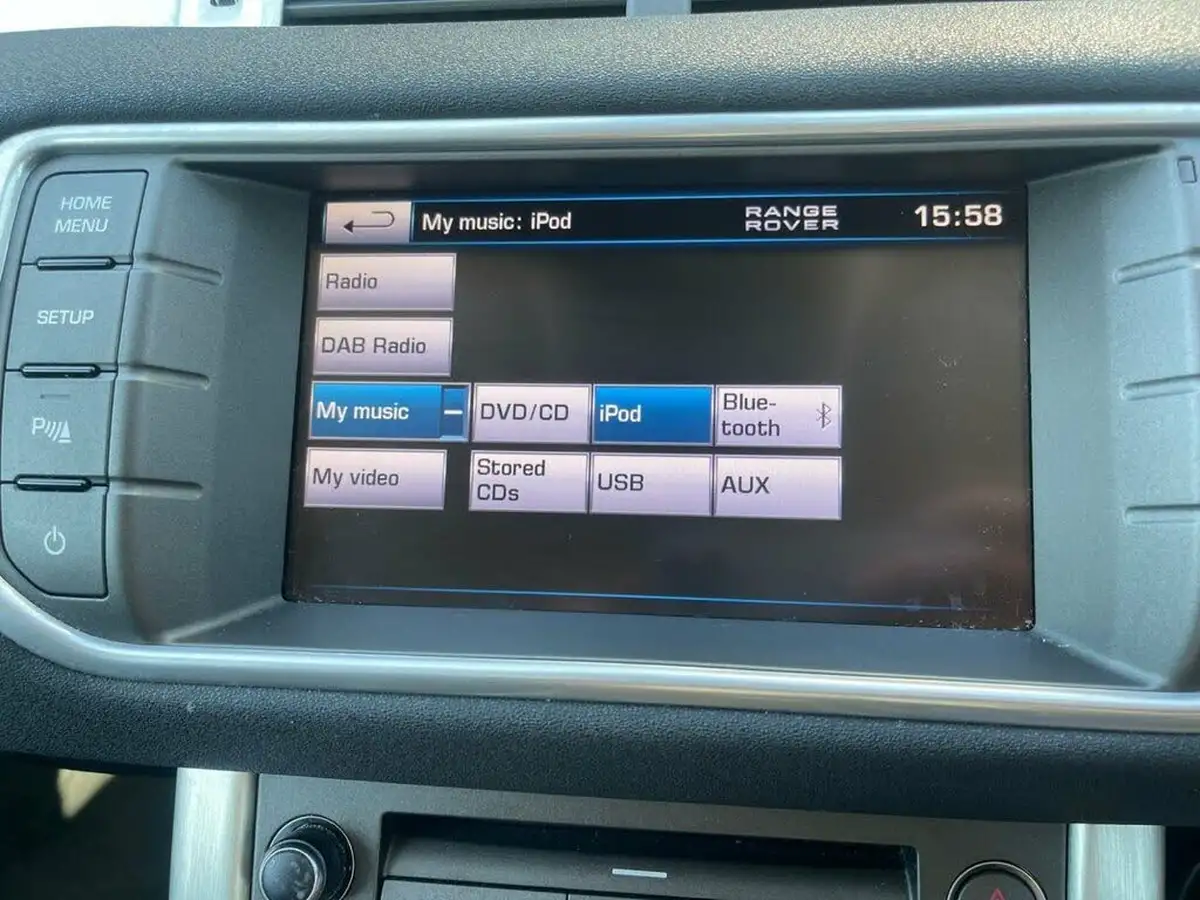 HOME
MENU
SETUP
P
My music: iPod
RANGE
ROVER
15:58
Radio
DAB Radio
My music
DVD/CD
iPod
Blue-
tooth
My video
Stored
CDs
USB
AUX